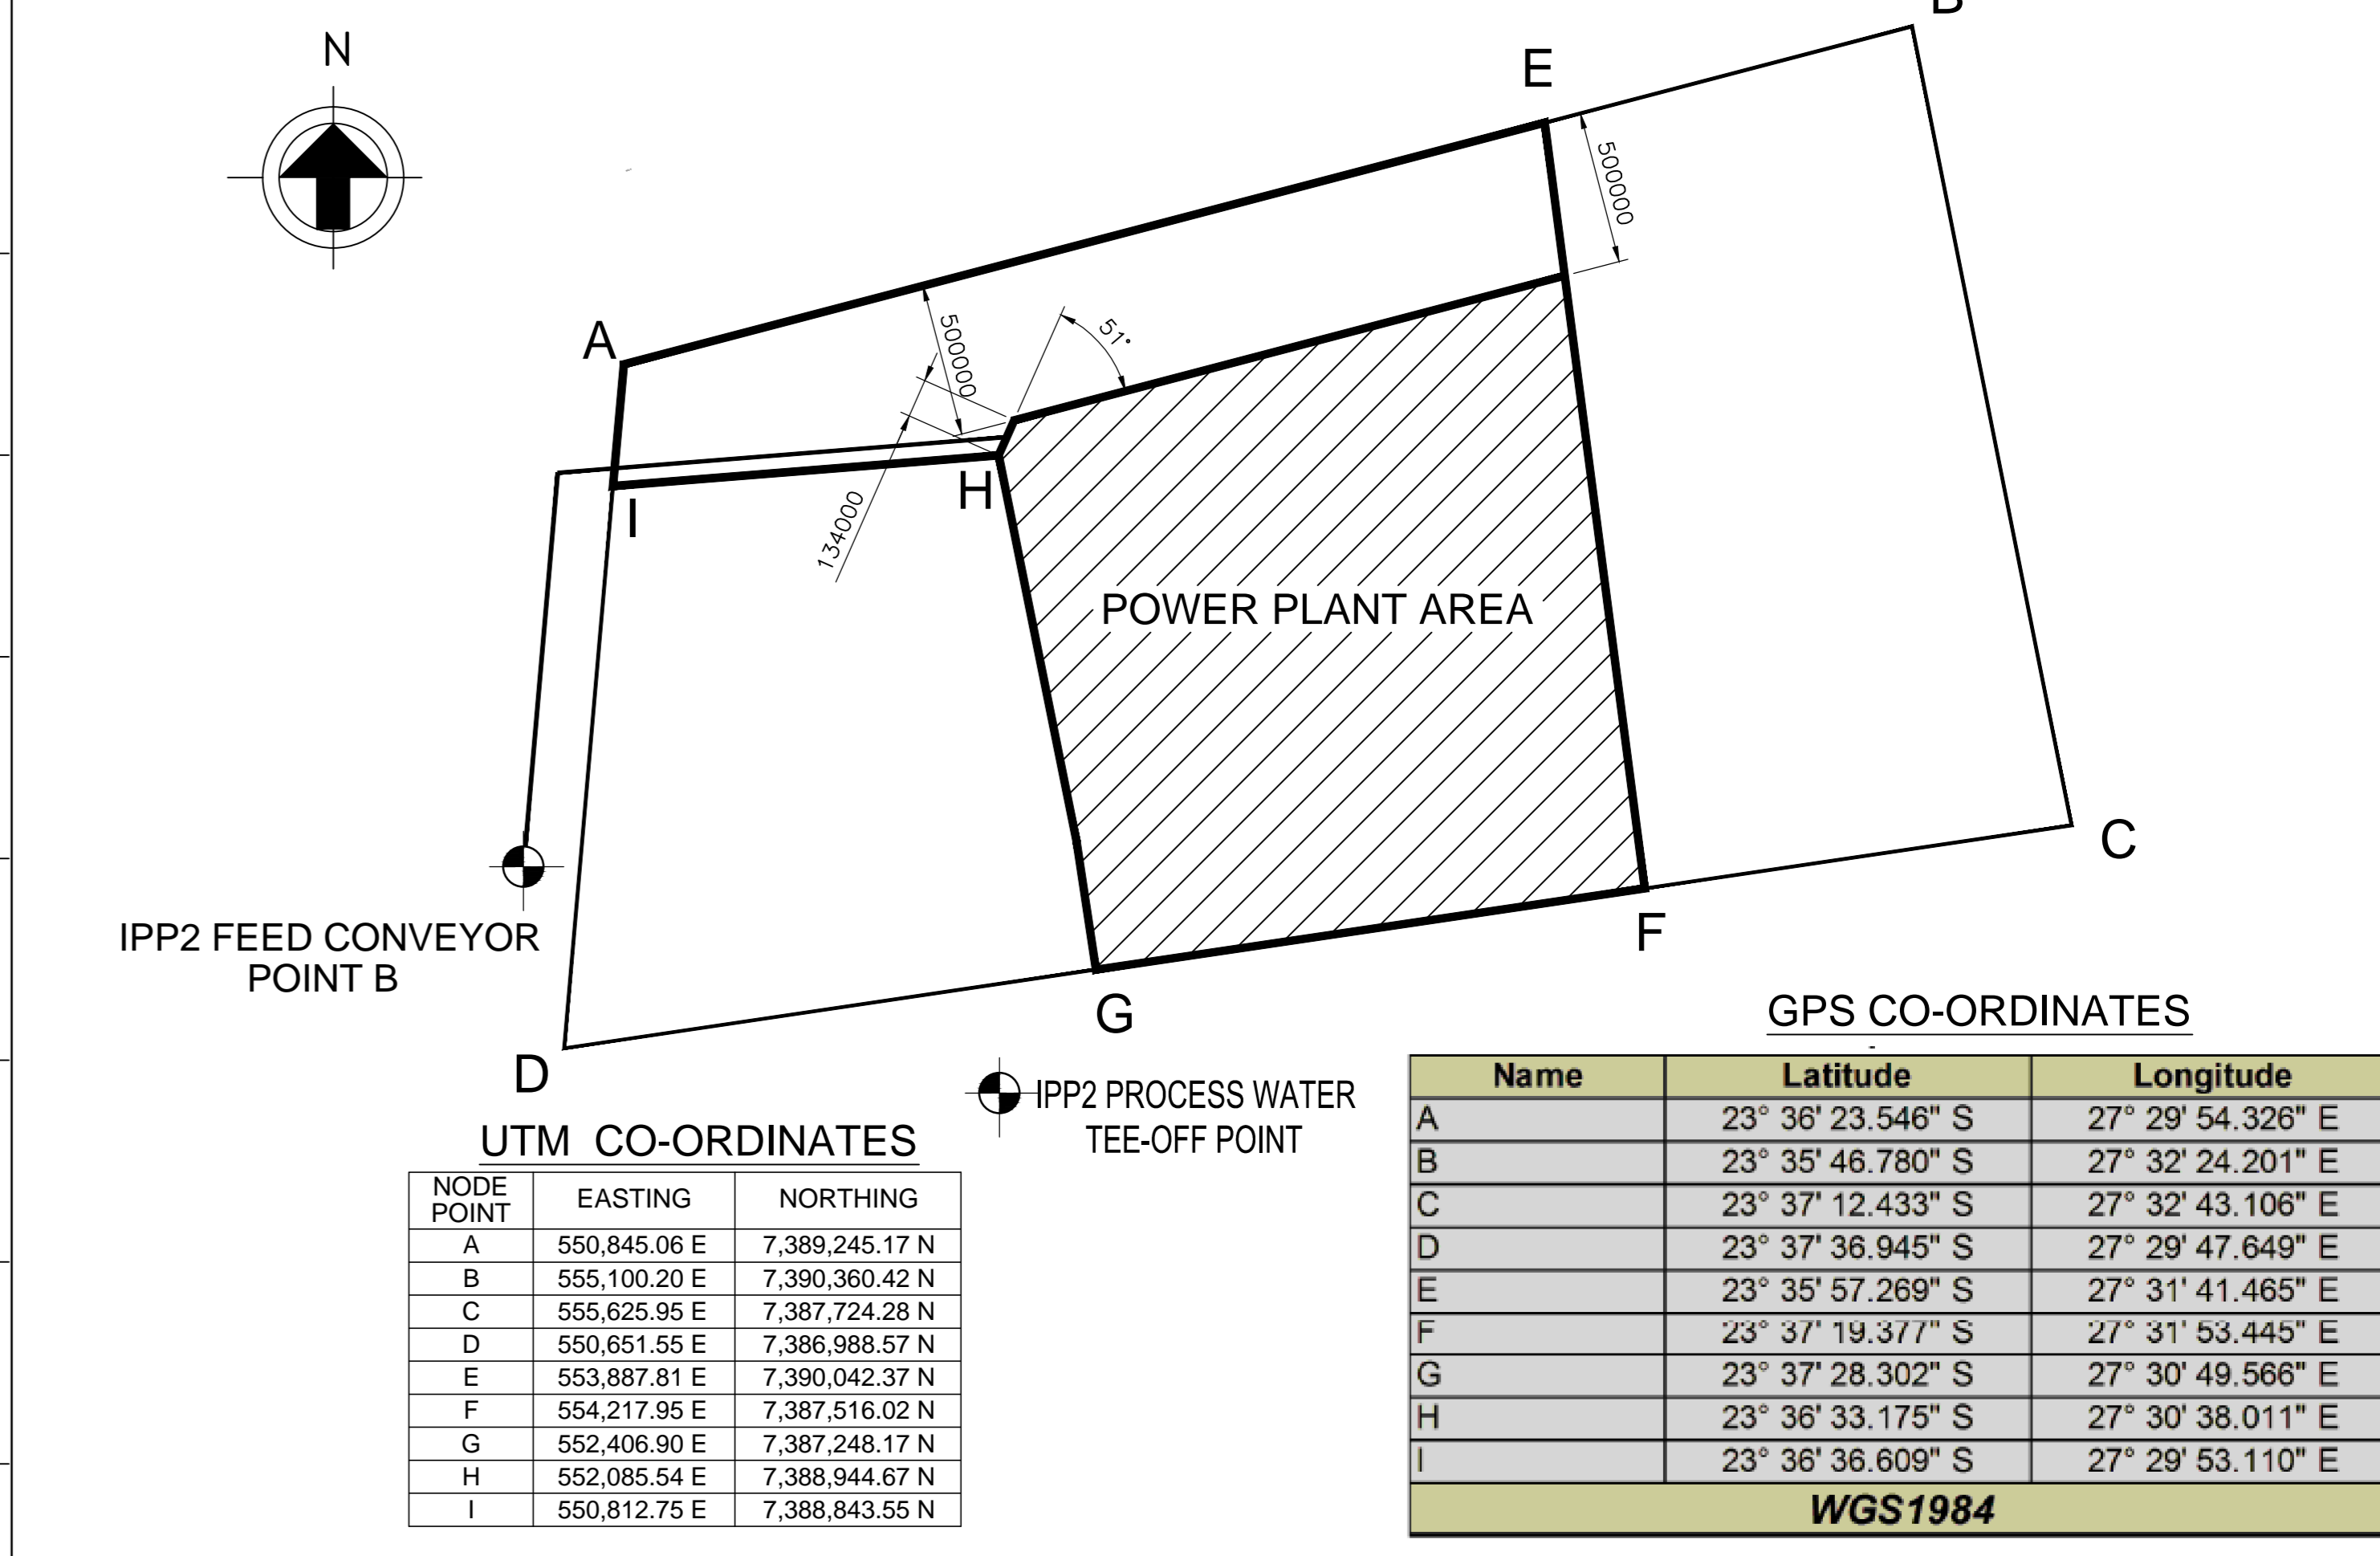 N
B
E
500000
A
500000
51°
I
H
134000
POWER PLANT AREA
C
IPP2 FEED CONVEYOR
POINT B
F
G
D
IPP2 PROCESS WATER
TEE-OFF POINT
UTM CO-ORDINATES
NODE POINT EASTING NORTHING
A 550,845.06 E 7,389,245.17 N
B 555,100.20 E 7,390,360.42 N
C 555,625.95 E 7,387,724.28 N
D 550,651.55 E 7,386,988.57 N
E 553,887.81 E 7,390,042.37 N
F 554,217.95 E 7,387,516.02 N
G 552,406.90 E 7,387,248.17 N
H 552,085.54 E 7,388,944.67 N
I 550,812.75 E 7,388,843.55 N
GPS CO-ORDINATES
Name Latitude Longitude
A 23° 36' 23.546" S 27° 29' 54.326" E
B 23° 35' 46.780" S 27° 32' 24.201" E
C 23° 37' 12.433" S 27° 32' 43.106" E
D 23° 37' 36.945" S 27° 29' 47.649" E
E 23° 35' 57.269" S 27° 31' 41.465" E
F 23° 37' 19.377" S 27° 31' 53.445" E
G 23° 37' 28.302" S 27° 30' 49.566" E
H 23° 36' 33.175" S 27° 30' 38.011" E
I 23° 36' 36.609" S 27° 29' 53.110" E
WGS1984